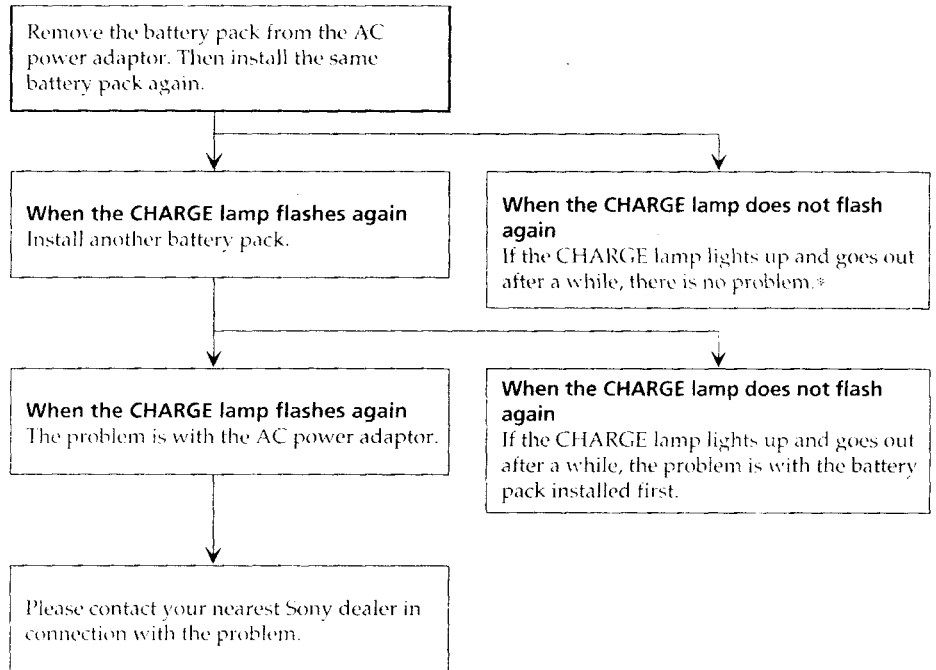 Remove the battery pack from the AC
power adaptor. Then install the same
battery pack again.
When the CHARGE lamp flashes again
Install another battery pack.
When the CHARGE lamp does not flash
again
If the CHARGE lamp lights up and goes out
after a while, there is no problem.*
When the CHARGE lamp flashes again
The problem is with the AC power adaptor.
When the CHARGE lamp does not flash
again
If the CHARGE lamp lights up and goes out
after a while, the problem is with the battery
pack installed first.
Please contact your nearest Sony dealer in
connection with the problem.